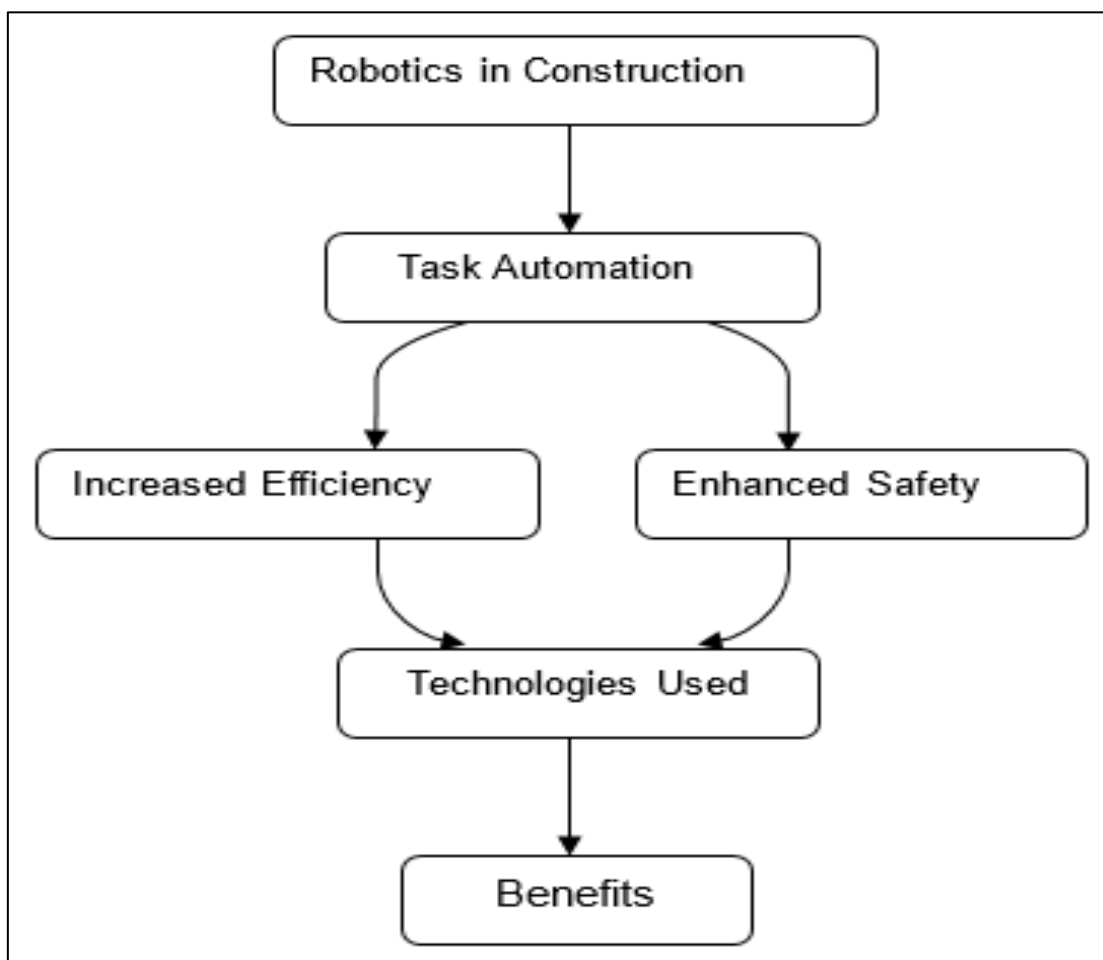 Robotics in Construction
Task Automation
Increased Efficiency
Enhanced Safety
Technologies Used
Benefits